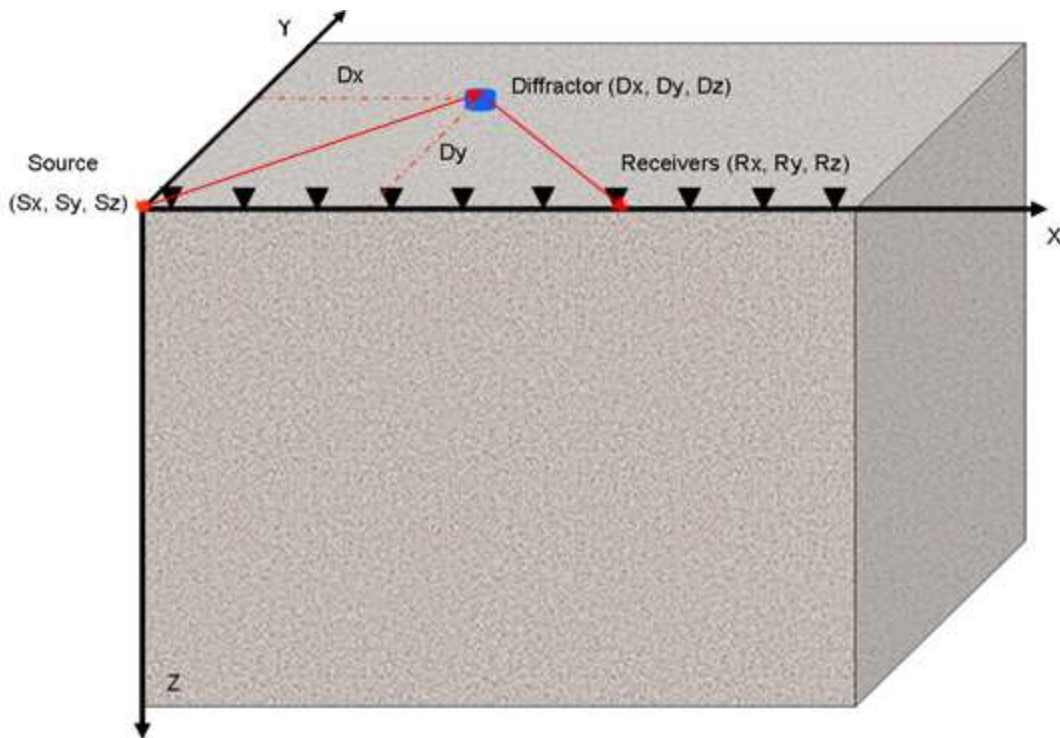 Y
Dx
Diffractor (Dx, Dy, Dz)
Dy
Source
(Sx, Sy, Sz)
Receivers (Rx, Ry, Rz)
X
Z